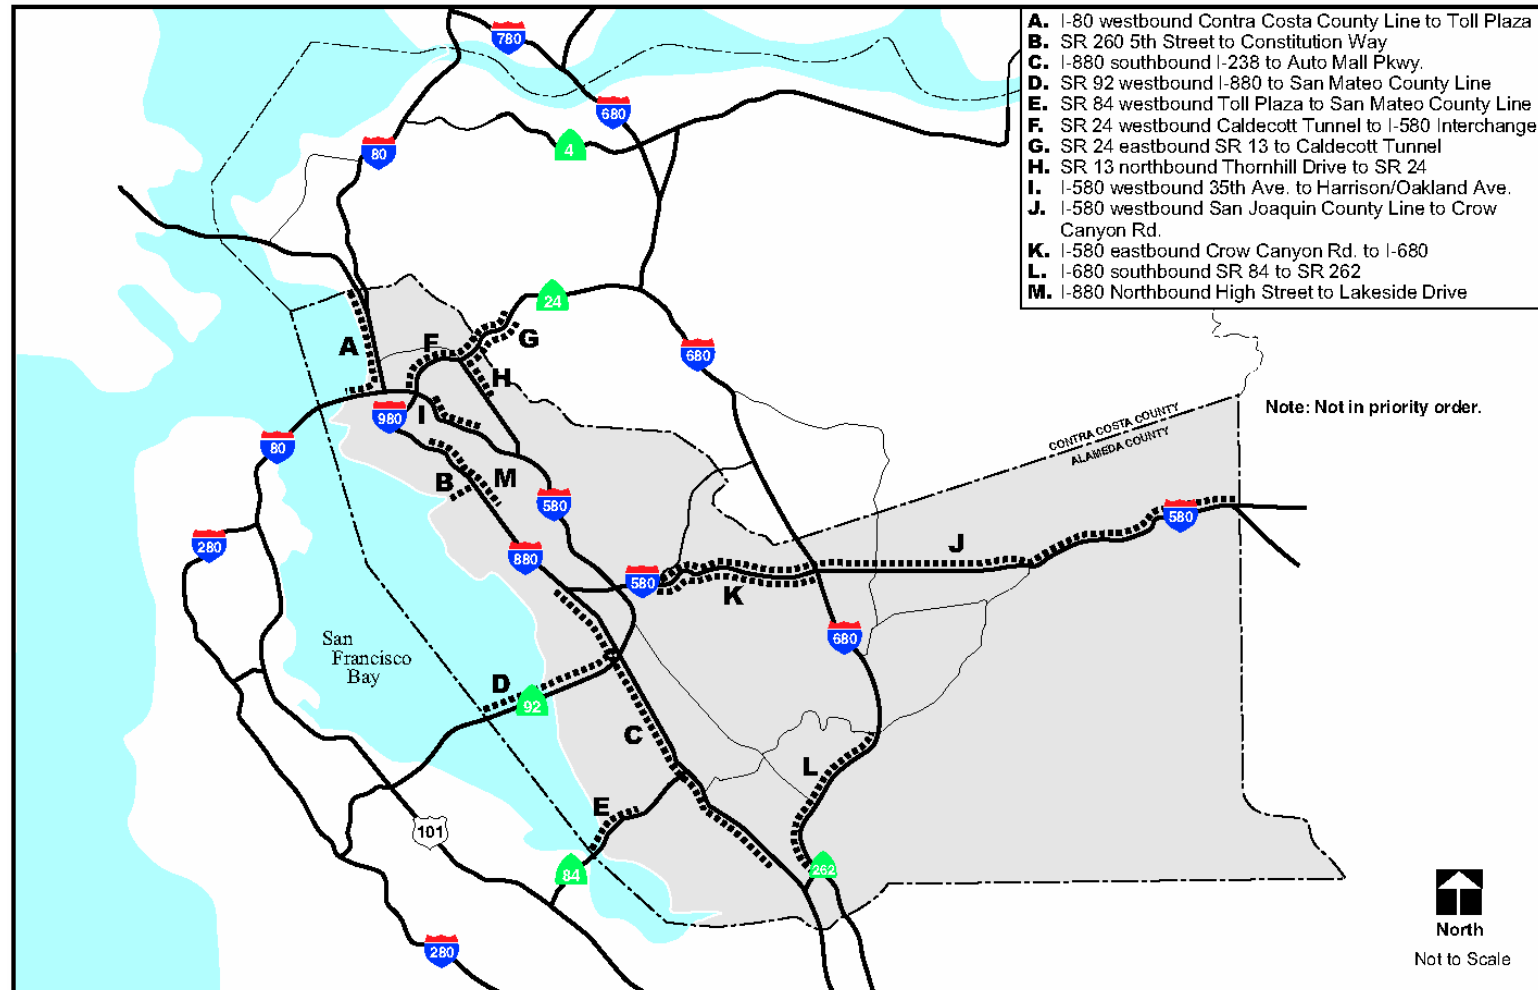 A. I-80 westbound Contra Costa County Line to Toll Plaza
B. SR 260 5th Street to Constitution Way
C. I-880 southbound I-238 to Auto Mall Pkwy.
D. SR 92 westbound I-880 to San Mateo County Line
E. SR 84 westbound Toll Plaza to San Mateo County Line
F. SR 24 westbound Caldecott Tunnel to I-580 Interchange
G. SR 24 eastbound SR 13 to Caldecott Tunnel
H. SR 13 northbound Thornhill Drive to SR 24
I. I-580 westbound 35th Ave. to Harrison/Oakland Ave.
J. I-580 westbound San Joaquin County Line to Crow
Canyon Rd.
K. I-580 eastbound Crow Canyon Rd. to I-680
L. I-680 southbound SR 84 to SR 262
M. I-880 Northbound High Street to Lakeside Drive
780
680
4
80
24
A
F
G
680
H
980
I
Note: Not in priority order.
CONTRA COSTA COUNTY
ALAMEDA COUNTY
80
B
M
580
580
280
880
J
580
K
San
Francisco
Bay
680
D
92
C
L
E
101
84
262
280
North
Not to Scale